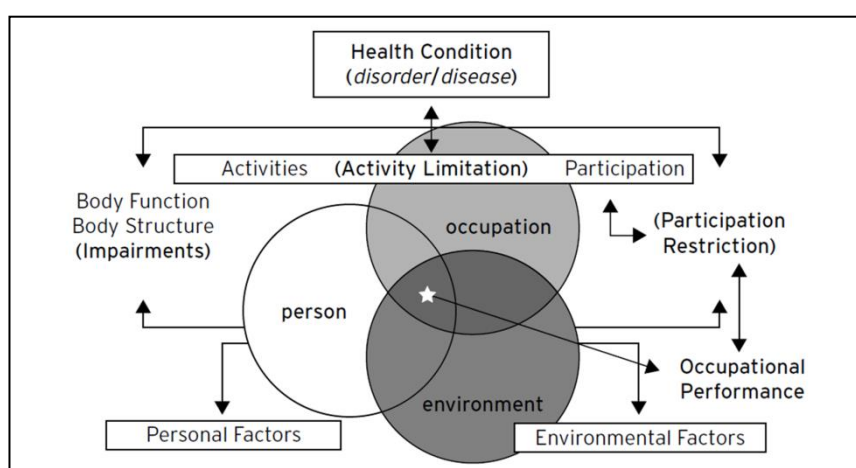 Health Condition
(disorder/disease)
Activities (Activity Limitation) Participation
Body Function
Body Structure
(Impairments)
occupation
(Participation
Restriction)
person
Occupational
Performance
environment
Personal Factors
Environmental Factors